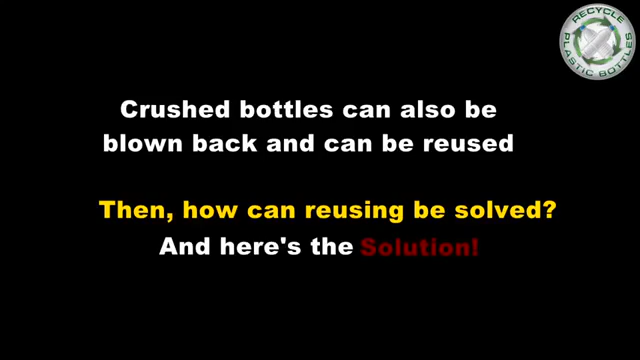 RECYCLE
PLASTIC BOTTLES
Crushed bottles can also be
blown back and can be reused
Then, how can reusing be solved?
And here's the Solution!